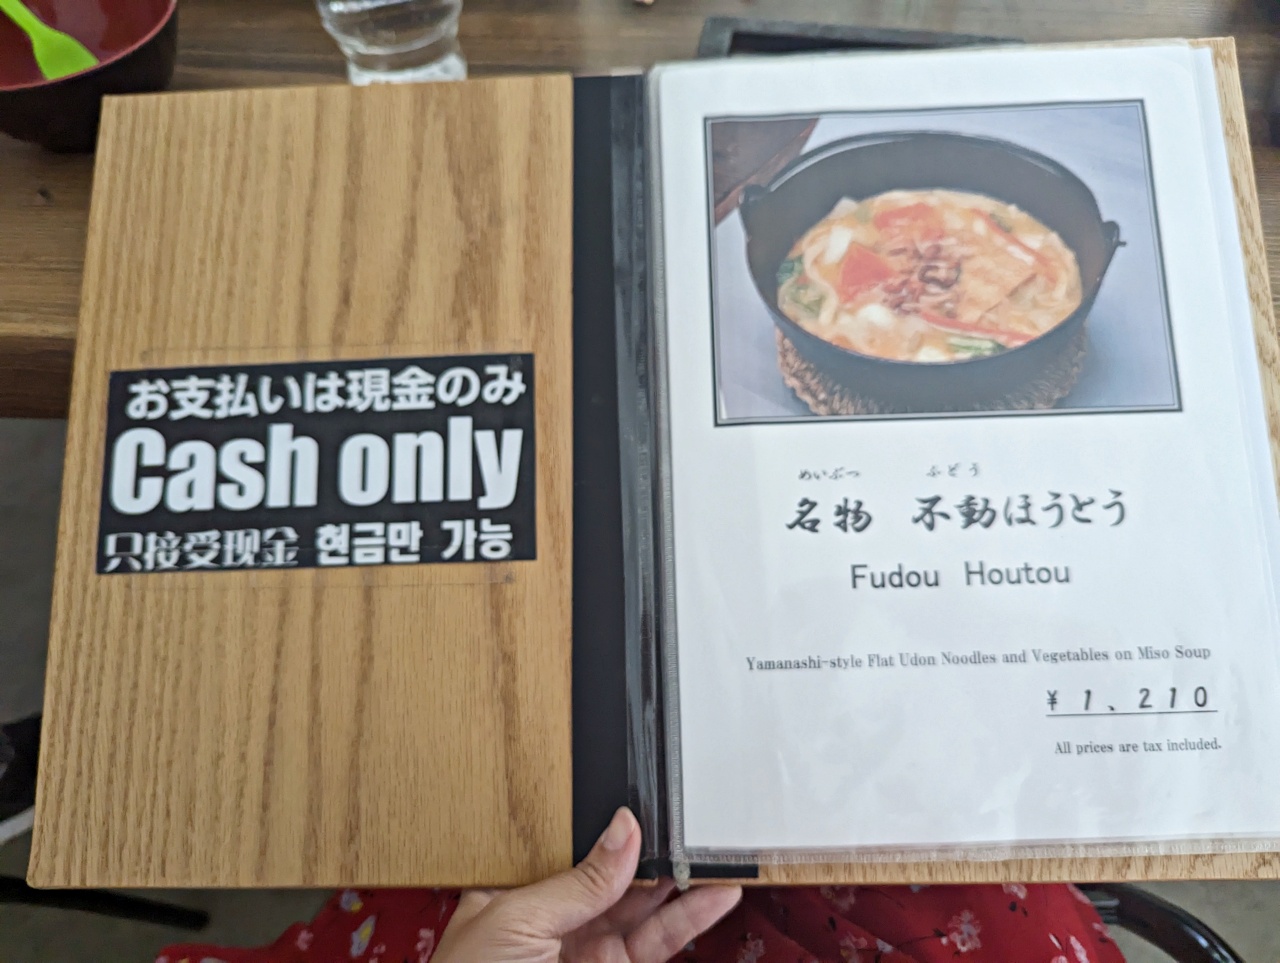 お支払いは現金のみ
Cash only
只接受现金 현금만 가능
めいぶつ ふどう
名物 不動ほうとう
Fudou Houtou
Yamanashi-style Flat Udon Noodles and Vegetables on Miso Soup
¥ 1、210
All prices are tax included.